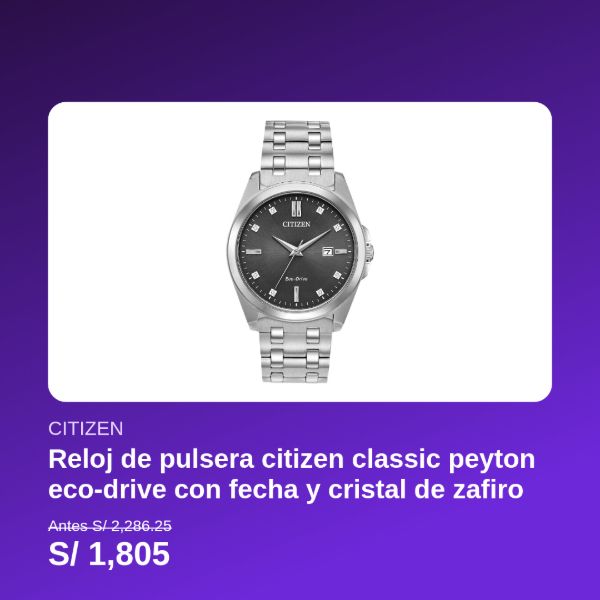 CITIZEN
Eco-Drive
CITIZEN
Reloj de pulsera citizen classic peyton
eco-drive con fecha y cristal de zafiro
Antes S/ 2,286.25
S/ 1,805